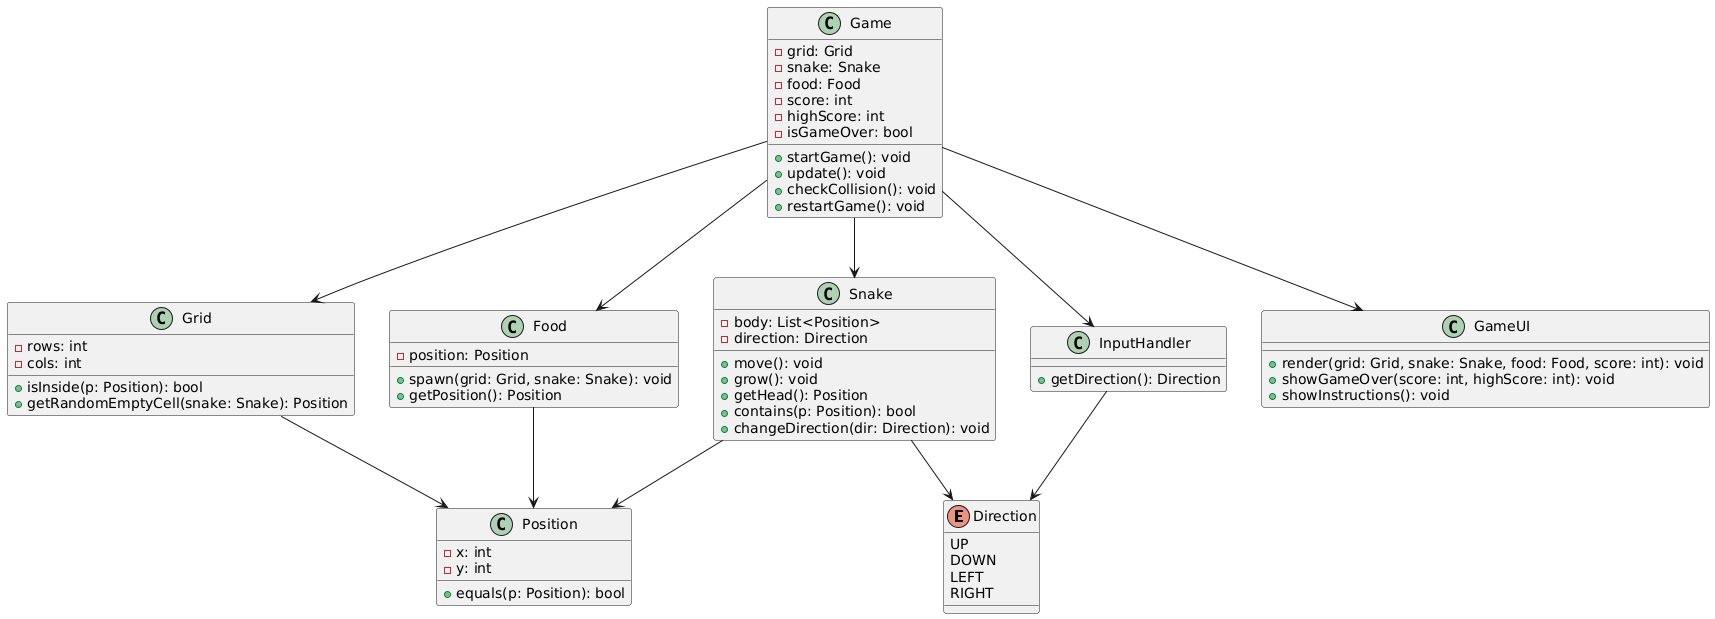 C Game
grid: Grid
snake: Snake
food: Food
score: int
highScore: int
isGameOver: bool
startGame(): void
update(): void
checkCollision(): void
restartGame(): void
C Grid
rows: int
cols: int
isInside(p: Position): bool
getRandomEmptyCell(snake: Snake): Position
C Food
position: Position
spawn(grid: Grid, snake: Snake): void
getPosition(): Position
C Snake
body: List<Position>
direction: Direction
move(): void
grow(): void
getHead(): Position
contains(p: Position): bool
changeDirection(dir: Direction): void
C InputHandler
getDirection(): Direction
C GameUI
render(grid: Grid, snake: Snake, food: Food, score: int): void
showGameOver(score: int, highScore: int): void
showInstructions(): void
C Position
x: int
y: int
equals(p: Position): bool
E Direction
UP
DOWN
LEFT
RIGHT